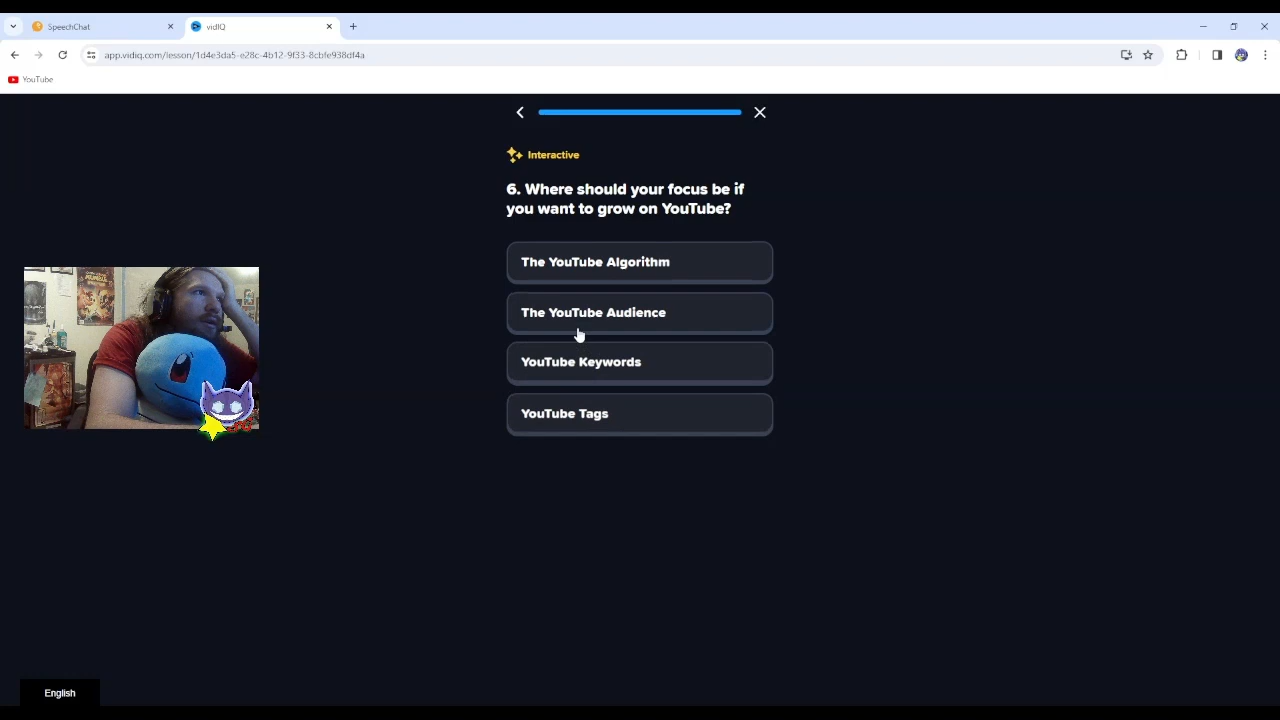 SpeechChat
vidIQ
app.vidiq.com/lesson/1d4e3da5-e28c-4b12-9f33-8cbfe938df4a
YouTube
Interactive
6. Where should your focus be if
you want to grow on YouTube?
The YouTube Algorithm
The YouTube Audience
YouTube Keywords
YouTube Tags
English